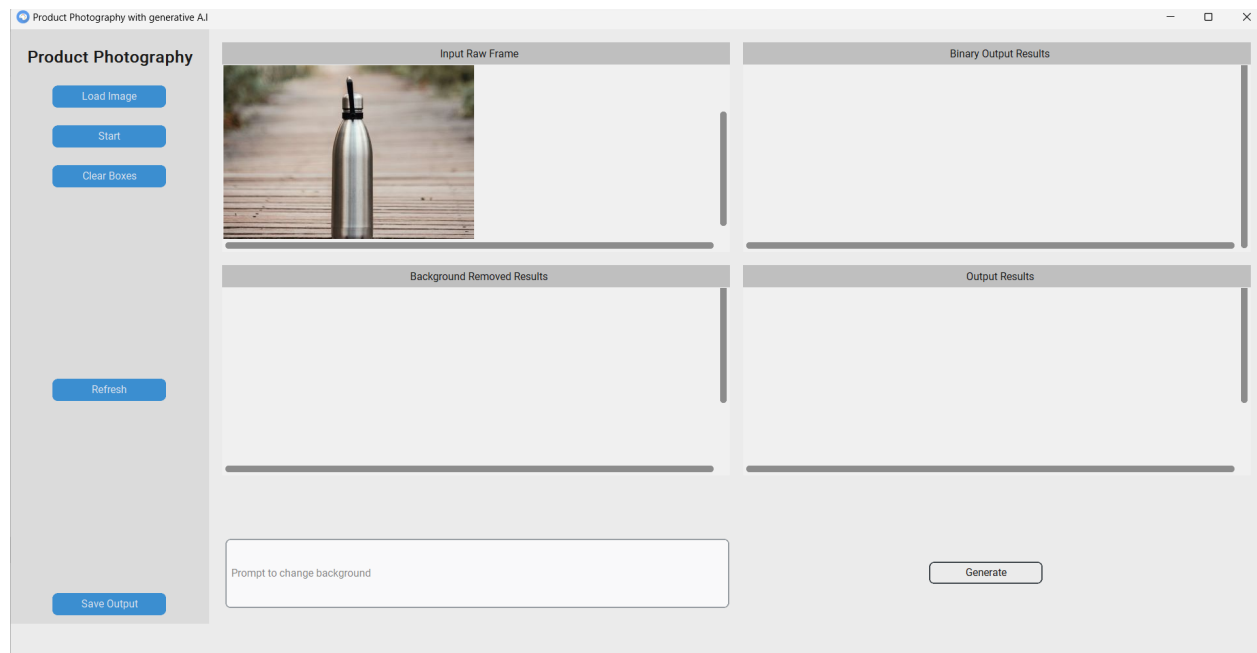 Product Photography with generative A.I
Product Photography
Load Image
Start
Clear Boxes
Refresh
Save Output
Input Raw Frame
Binary Output Results
Background Removed Results
Output Results
Prompt to change background
Generate